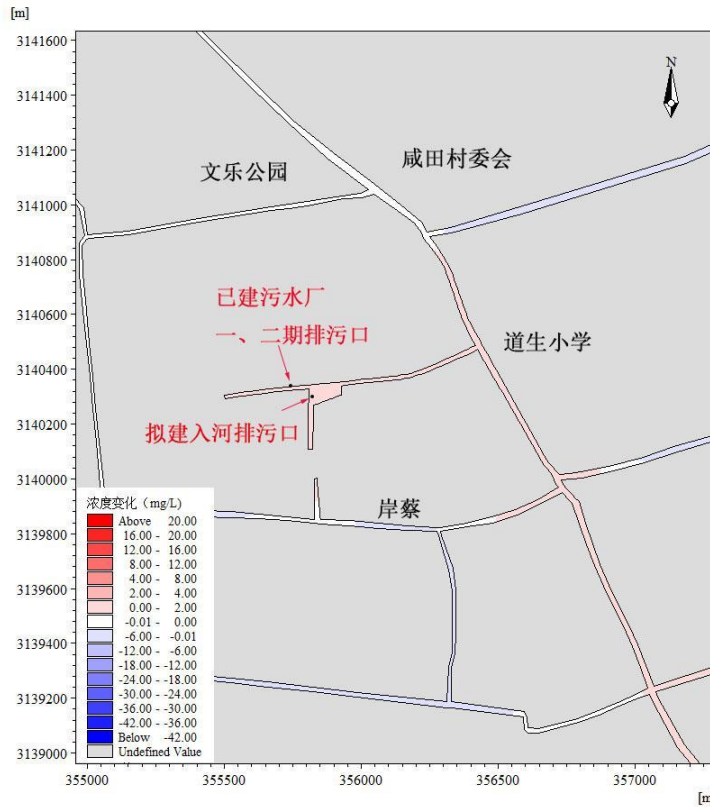 [m]
3141600
3141400
3141200
3141000
3140800
3140600
3140400
3140200
3140000
3139800
3139600
3139400
3139200
3139000
N
咸田村委会
文乐公园
已建污水厂
一、二期排污口
道生小学
拟建入河排污口
岸蔡
浓度变化（mg/L）
Above 20.00
16.00 - 20.00
12.00 - 16.00
8.00 - 12.00
4.00 - 8.00
2.00 - 4.00
0.00 - 2.00
-0.01 - 0.00
-6.00 - -0.01
-12.00 - -6.00
-18.00 - -12.00
-24.00 - -18.00
-30.00 - -24.00
-36.00 - -30.00
-42.00 - -36.00
Below -42.00
Undefined Value
355000 355500 356000 356500 357000
[m